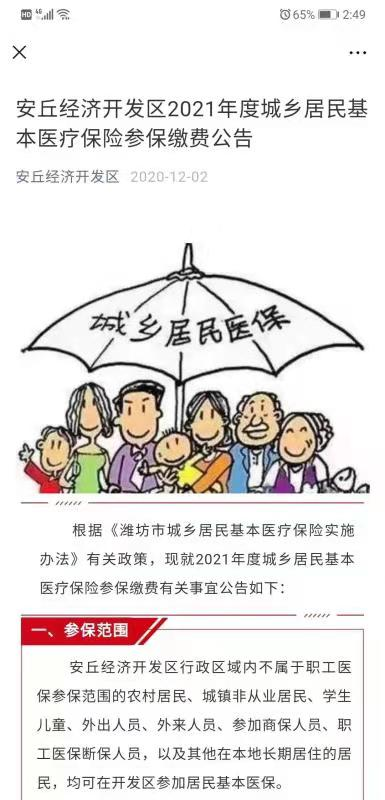 HD 4G 65% 2:49
安丘经济开发区2021年度城乡居民基
本医疗保险参保缴费公告
安丘经济开发区 2020-12-02
城乡居民医保
根据《潍坊市城乡居民基本医疗保险实施
办法》有关政策，现就2021年度城乡居民基本
医疗保险参保缴费有关事宜公告如下：
一、参保范围
安丘经济开发区行政区域内不属于职工医
保参保范围的农村居民、城镇非从业居民、学生
儿童、外出人员、外来人员、参加商保人员、职
工医保断保人员，以及其他在本地长期居住的居
民，均可在开发区参加居民基本医保。